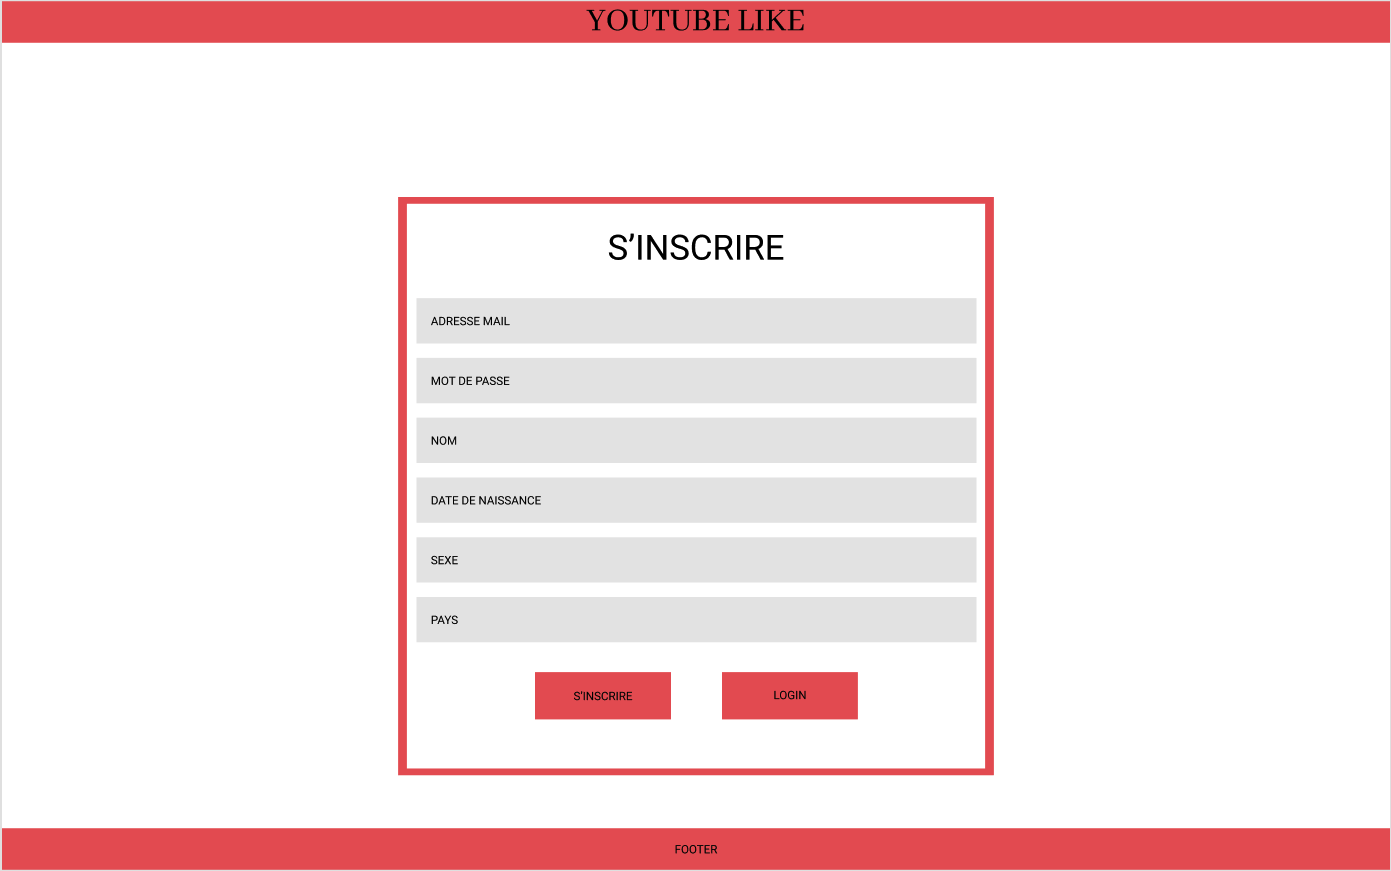 YOUTUBE LIKE
S’INSCRIRE
ADRESSE MAIL
MOT DE PASSE
NOM
DATE DE NAISSANCE
SEXE
PAYS
S’INSCRIRE
LOGIN
FOOTER